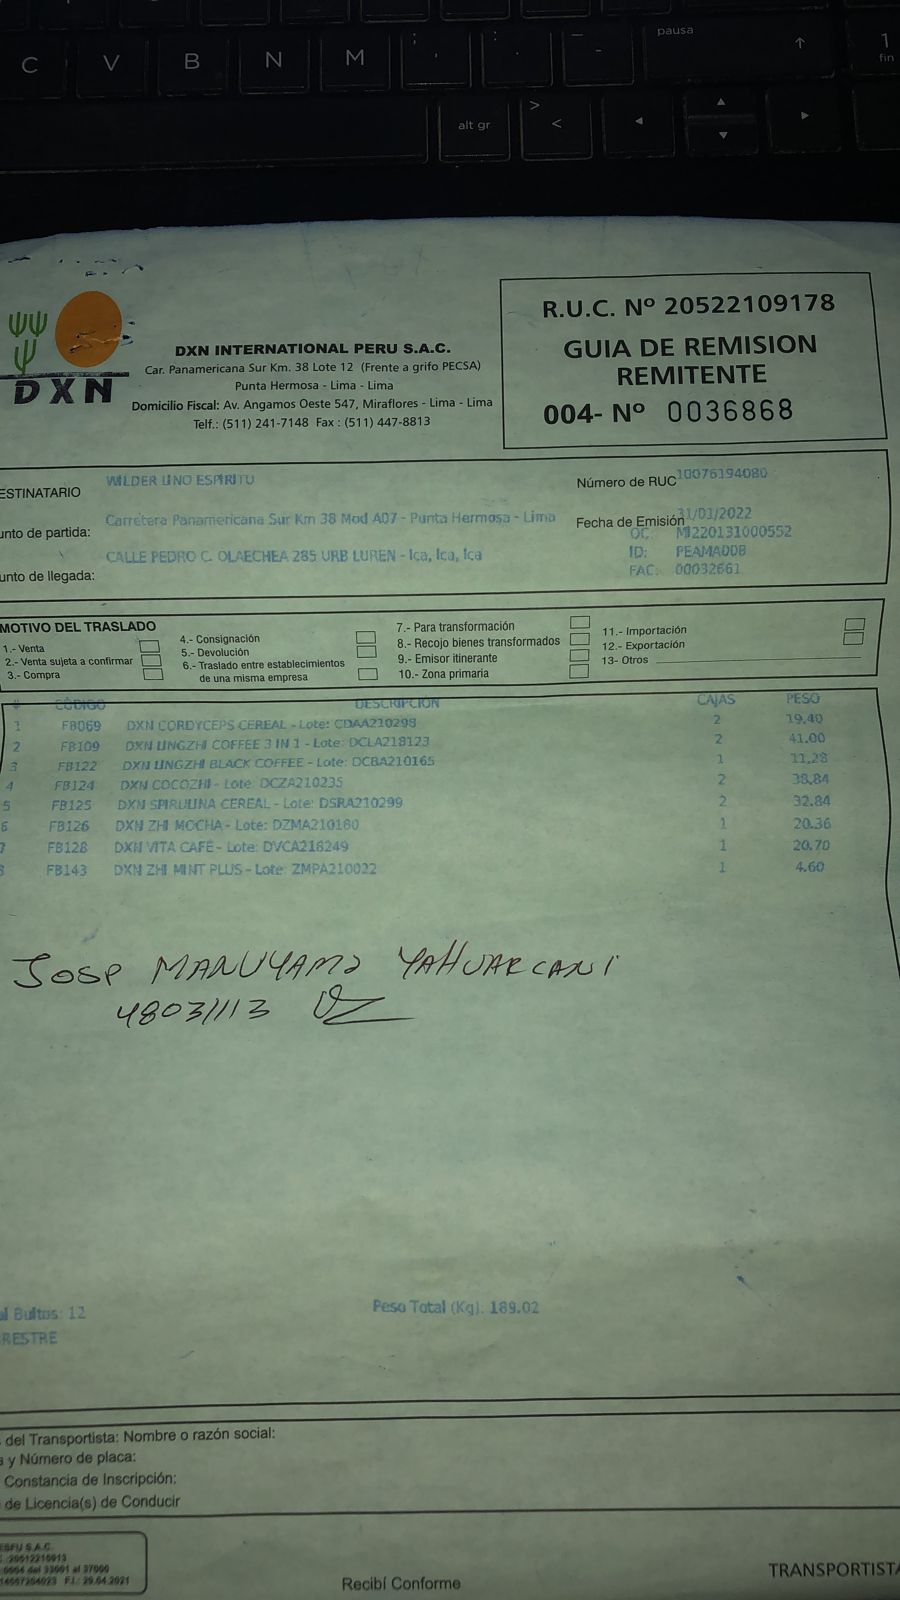 pausa
C V B N M ; , : . _ - ↑ 1
fin
alt gr > <
DXN
DXN INTERNATIONAL PERU S.A.C.
Car. Panamericana Sur Km. 38 Lote 12 (Frente a grifo PECSA)
Punta Hermosa - Lima - Lima
Domicilio Fiscal: Av. Angamos Oeste 547, Miraflores - Lima - Lima
Telf.: (511) 241-7148 Fax : (511) 447-8813
R.U.C. Nº 20522109178
GUIA DE REMISION
REMITENTE
004- Nº 0036868
ESTINATARIO WILDER LINO ESPIRITU Número de RUC 10076194080
unto de partida: Carretera Panamericana Sur Km 38 Mod A07 - Punta Hermosa - Lima Fecha de Emisión 31/01/2022
OC: MI220131000552
unto de llegada: CALLE PEDRO C. OLAECHEA 285 URB LUREN - Ica, Ica, Ica ID: PEAMA008
FAC: 00032661
MOTIVO DEL TRASLADO
1.- Venta
2.- Venta sujeta a confirmar
3.- Compra
4.- Consignación
5.- Devolución
6.- Traslado entre establecimientos
de una misma empresa
7.- Para transformación
8.- Recojo bienes transformados
9.- Emisor itinerante
10.- Zona primaria
11.- Importación
12.- Exportación
13- Otros
# CÓDIGO DESCRIPCIÓN CAJAS PESO
1 FB069 DXN CORDYCEPS CEREAL - Lote: CDAA210298 2 19.40
2 FB109 DXN LINGZHI COFFEE 3 IN 1 - Lote: DCLA218123 2 41.00
3 FB122 DXN LINGZHI BLACK COFFEE - Lote: DCBA210165 1 11.28
4 FB124 DXN COCOZHI - Lote: DCZA210235 2 38.84
5 FB125 DXN SPIRULINA CEREAL - Lote: DSRA210299 2 32.84
6 FB126 DXN ZHI MOCHA - Lote: DZMA210180 1 20.36
7 FB128 DXN VITA CAFÉ - Lote: DVCA218249 1 20.70
8 FB143 DXN ZHI MINT PLUS - Lote: ZMPA210022 1 4.60
JOSP MANUYAMA YAHUARCANI
48031113
al Bultos: 12 Peso Total (Kg): 189.02
RESTRE
del Transportista: Nombre o razón social:
y Número de placa:
Constancia de Inscripción:
de Licencia(s) de Conducir
ESFU S.A.C.
F.I.: 29.04.2021
Recibí Conforme
TRANSPORTISTA